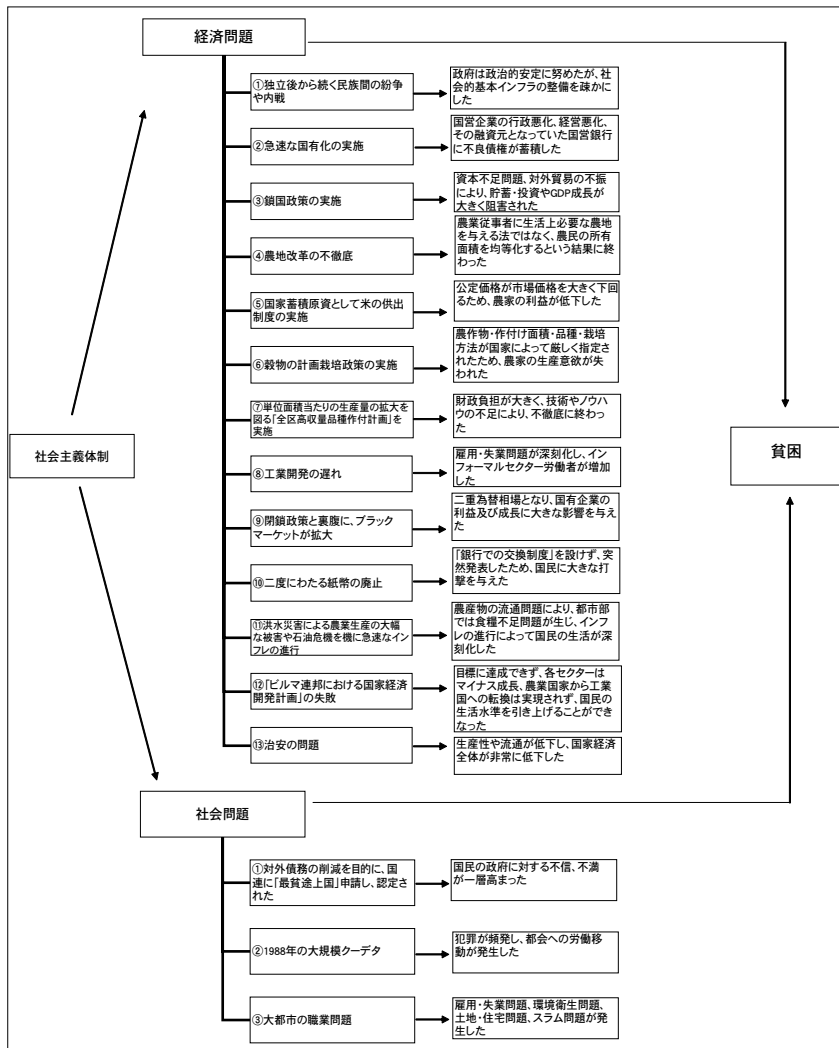 経済問題
①独立後から続く民族間の紛争
や内戦
政府は政治的安定に努めたが、社会
的基本インフラの整備を疎かに
した
②急速な国有化の実施
国営企業の行政悪化、経営悪化、
その融資元となっていた国営銀行
に不良債権が蓄積した
③鎖国政策の実施
資本不足問題、対外貿易の不振
により、貯蓄・投資やGDP成長が
大きく阻害された
④農地改革の不徹底
農業従事者に生活上必要な農地
を与える法ではなく、農民の所有
面積を均等化するという結果に終
わった
⑤国家蓄積原資として米の供出
制度の実施
公定価格が市場価格を大きく下回
るため、農家の利益が低下した
⑥穀物の計画栽培政策の実施
農作物・作付け面積・品種・栽培
方法が国家によって厳しく指定さ
れたため、農家の生産意欲が失
われた
⑦単位面積当たりの生産量の拡大を
図る「全区高収量品種作付計画」を
実施
財政負担が大きく、技術やノウハ
ウの不足により、不徹底に終わっ
た
社会主義体制
貧困
⑧工業開発の遅れ
雇用・失業問題が深刻化し、イン
フォーマルセクター労働者が増加
した
⑨閉鎖政策と裏腹に、ブラック
マーケットが拡大
二重為替相場となり、国有企業の
利益及び成長に大きな影響を与え
た
⑩二度にわたる紙幣の廃止
「銀行での交換制度」を設けず、突
然発表したため、国民に大きな打
撃を与えた
⑪洪水災害による農業生産の大幅
な被害や石油危機を機に急速なイン
フレの進行
農産物の流通問題により、都市部
では食糧不足問題が生じ、インフ
レの進行によって国民の生活が深
刻化した
⑫「ビルマ連邦における国家経済
開発計画」の失敗
目標に達成できず、各セクターは
マイナス成長、農業国家から工業
国への転換は実現されず、国民の
生活水準を引き上げることができ
なった
⑬治安の問題
生産性や流通が低下し、国家経済
全体が非常に低下した
社会問題
①対外債務の削減を目的に、国
連に「最貧途上国」申請し、認定さ
れた
国民の政府に対する不信、不満
が一層高まった
②1988年の大規模クーデタ
犯罪が頻発し、都会への労働移
動が発生した
③大都市の職業問題
雇用・失業問題、環境衛生問題、
土地・住宅問題、スラム問題が発
生した